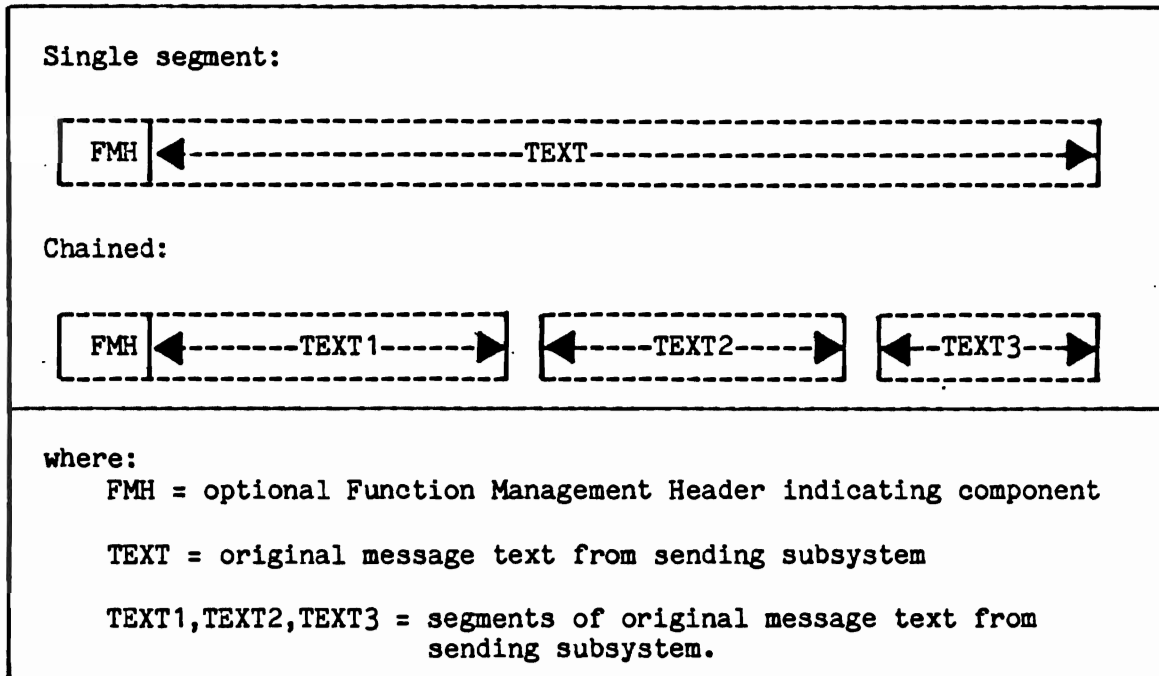 Single segment:
FMH TEXT
Chained:
FMH TEXT1 TEXT2 TEXT3
where:
FMH = optional Function Management Header indicating component
TEXT = original message text from sending subsystem
TEXT1,TEXT2,TEXT3 = segments of original message text from
sending subsystem.